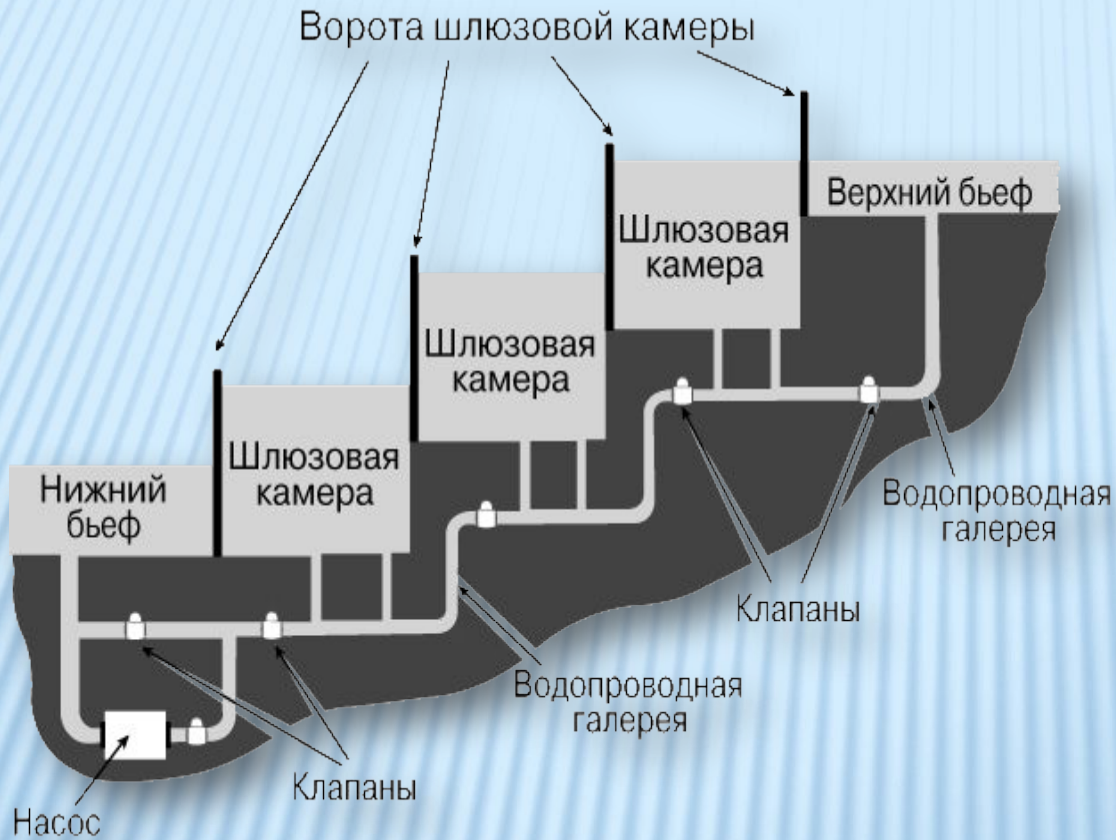 Ворота шлюзовой камеры
Верхний бьеф
Шлюзовая
камера
Шлюзовая
камера
Шлюзовая
камера
Нижний
бьеф
Водопроводная
галерея
Клапаны
Водопроводная
галерея
Клапаны
Насос